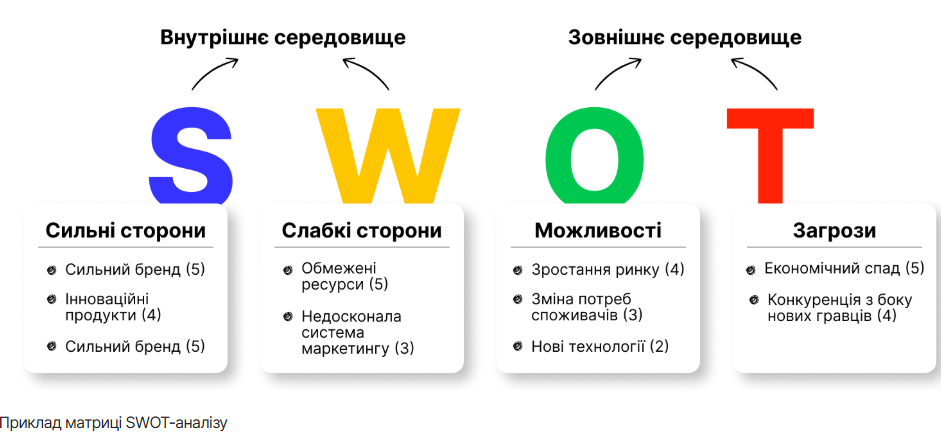 Внутрішнє середовище
Зовнішнє середовище
S
W
O
T
Сильні сторони
Сильний бренд (5)
Інноваційні
продукти (4)
Сильний бренд (5)
Слабкі сторони
Обмежені
ресурси (5)
Недосконала
система
маркетингу (3)
Можливості
Зростання ринку (4)
Зміна потреб
споживачів (3)
Нові технології (2)
Загрози
Економічний спад (5)
Конкуренція з боку
нових гравців (4)
Приклад матриці SWOT-аналізу